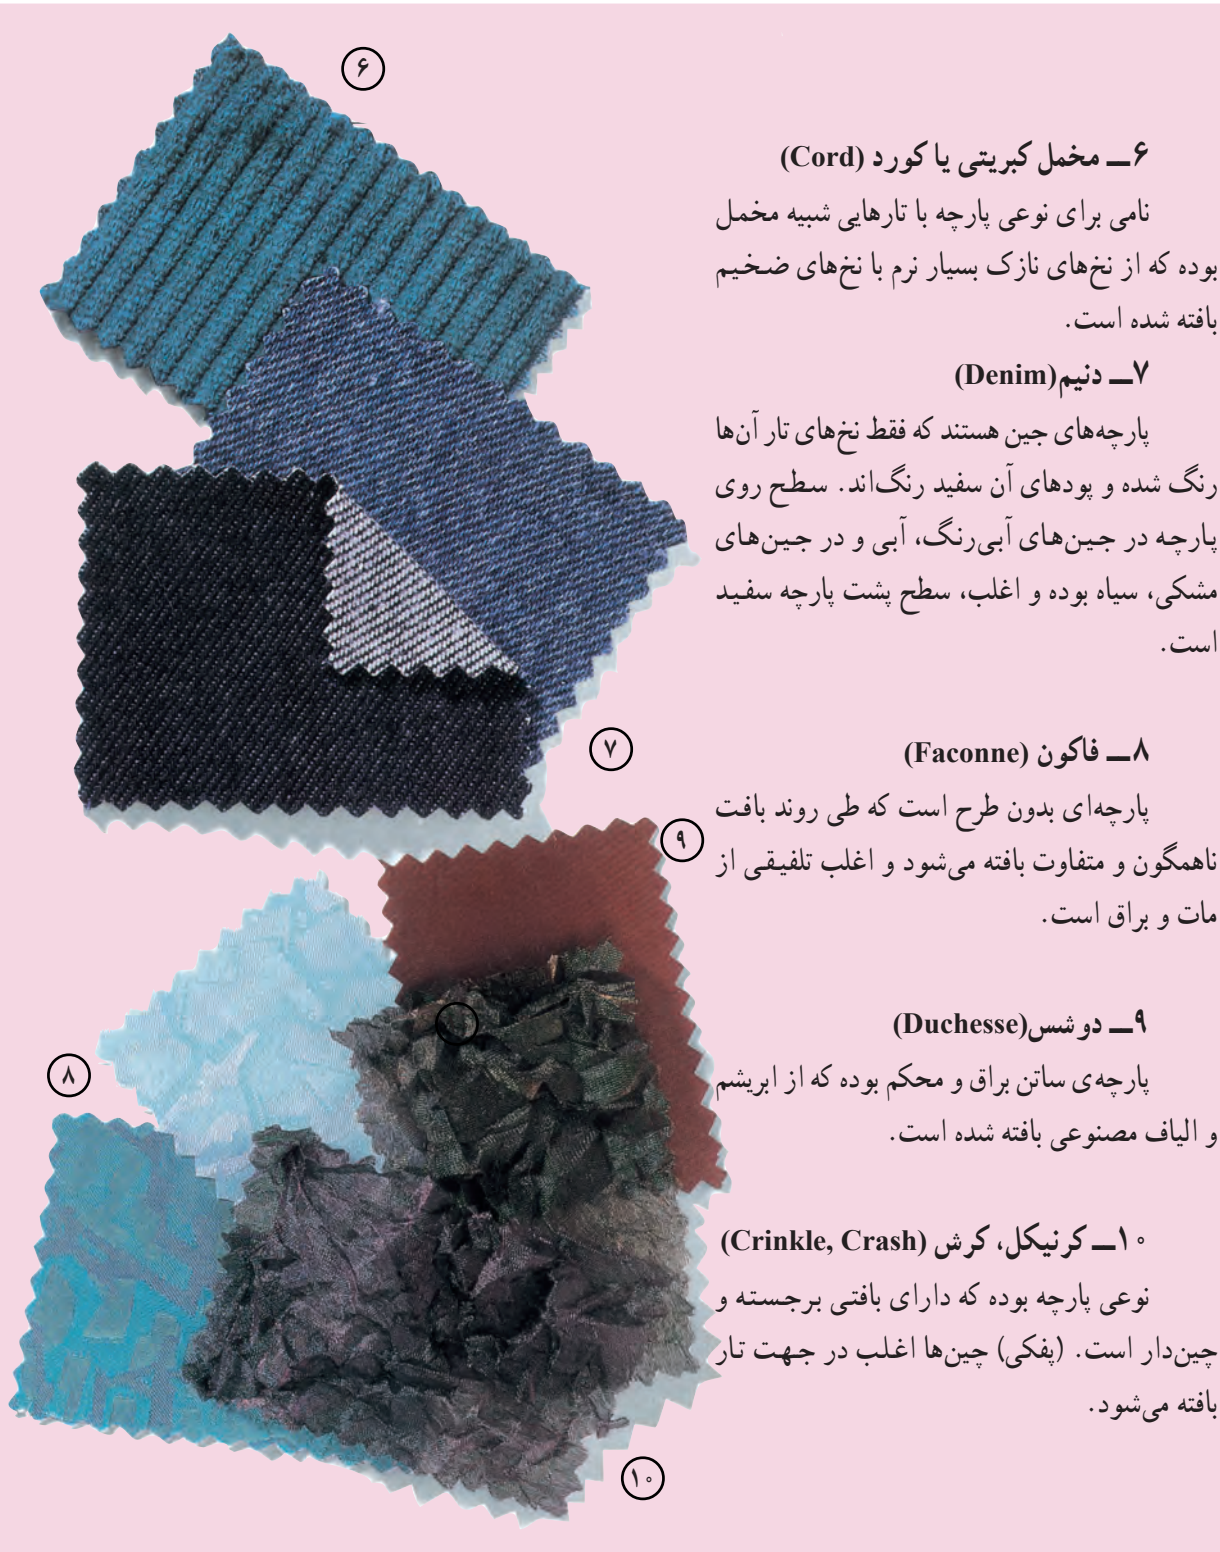 ۶ــ مخمل کبریتی یا کورد (Cord)
نامی برای نوعی پارچه با تارهایی شبیه مخمل
بوده که از نخ‌های نازک بسیار نرم با نخ‌های ضخیم
بافته شده است.
۷ــ دنیم(Denim)
پارچه‌های جین هستند که فقط نخ‌های تار آن‌ها
رنگ شده و پودهای آن سفید رنگ‌اند. سطح روی
پارچه در جین‌های آبی‌رنگ، آبی و در جین‌های
مشکی، سیاه بوده و اغلب، سطح پشت پارچه سفید
است.
۸ــ فاکون (Faconne)
پارچه‌ای بدون طرح است که طی روند بافت
ناهمگون و متفاوت بافته می‌شود و اغلب تلفیقی از
مات و براق است.
۹ــ دوشس(Duchesse)
پارچه‌ی ساتن براق و محکم بوده که از ابریشم
و الیاف مصنوعی بافته شده است.
۱۰ــ کرنیکل، کرش (Crinkle, Crash)
نوعی پارچه بوده که دارای بافتی برجسته و
چین‌دار است. (پفکی) چین‌ها اغلب در جهت تار
بافته می‌شود.
۶
۷
۹
۸
۱۰